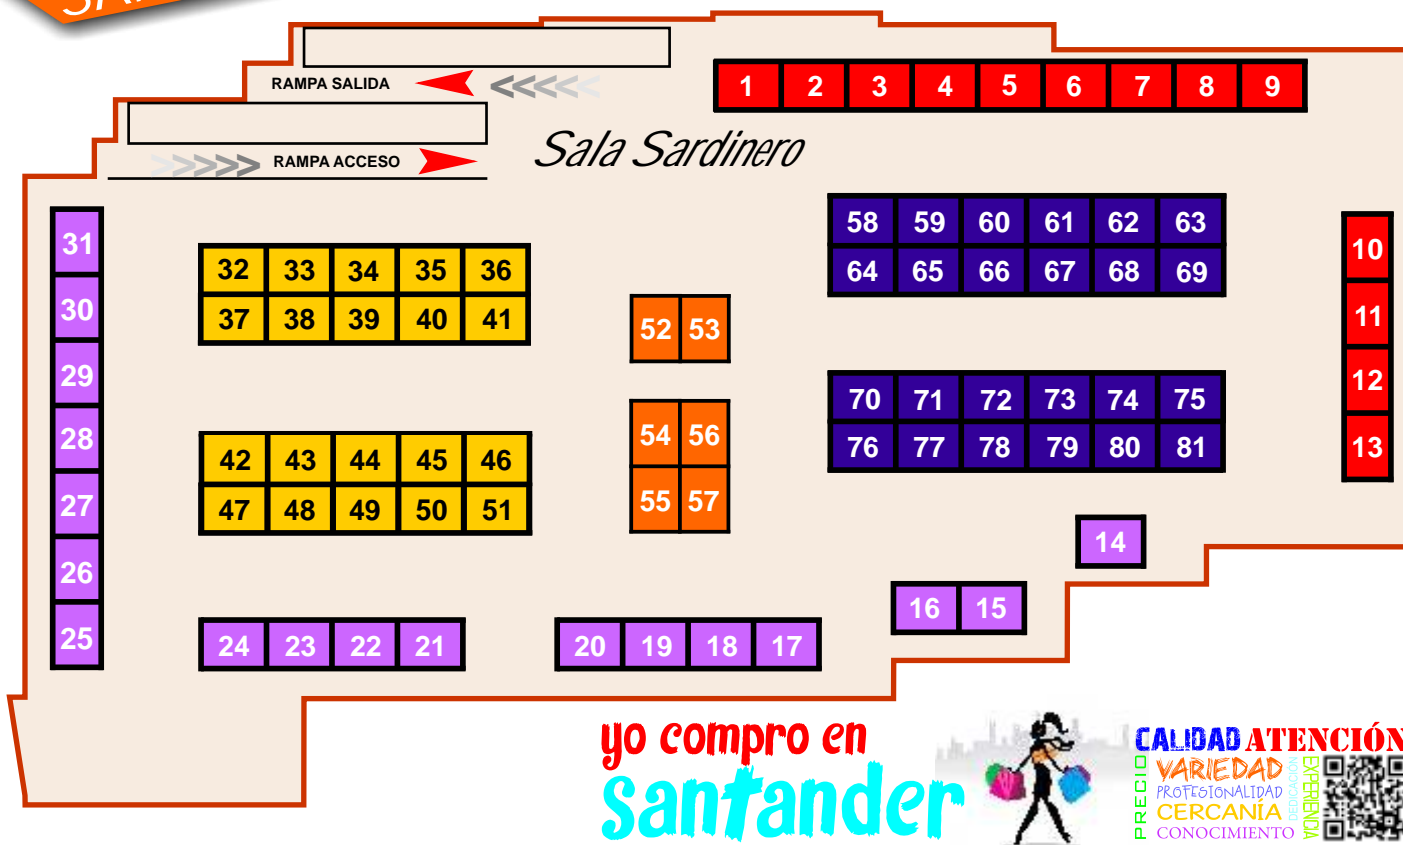 RAMPA SALIDA
1 2 3 4 5 6 7 8 9
RAMPA ACCESO
Sala Sardinero
31
30
29
28
27
26
25
32 33 34 35 36
37 38 39 40 41
42 43 44 45 46
47 48 49 50 51
52 53
54 56
55 57
58 59 60 61 62 63
64 65 66 67 68 69
70 71 72 73 74 75
76 77 78 79 80 81
10
11
12
13
14
16 15
24 23 22 21
20 19 18 17
yo compro en
santander
CALIDAD ATENCIÓN
PRECIO
VARIEDAD
PROFESIONALIDAD
CERCANÍA
CONOCIMIENTO
DEDICACIÓN
EXPERIENCIA